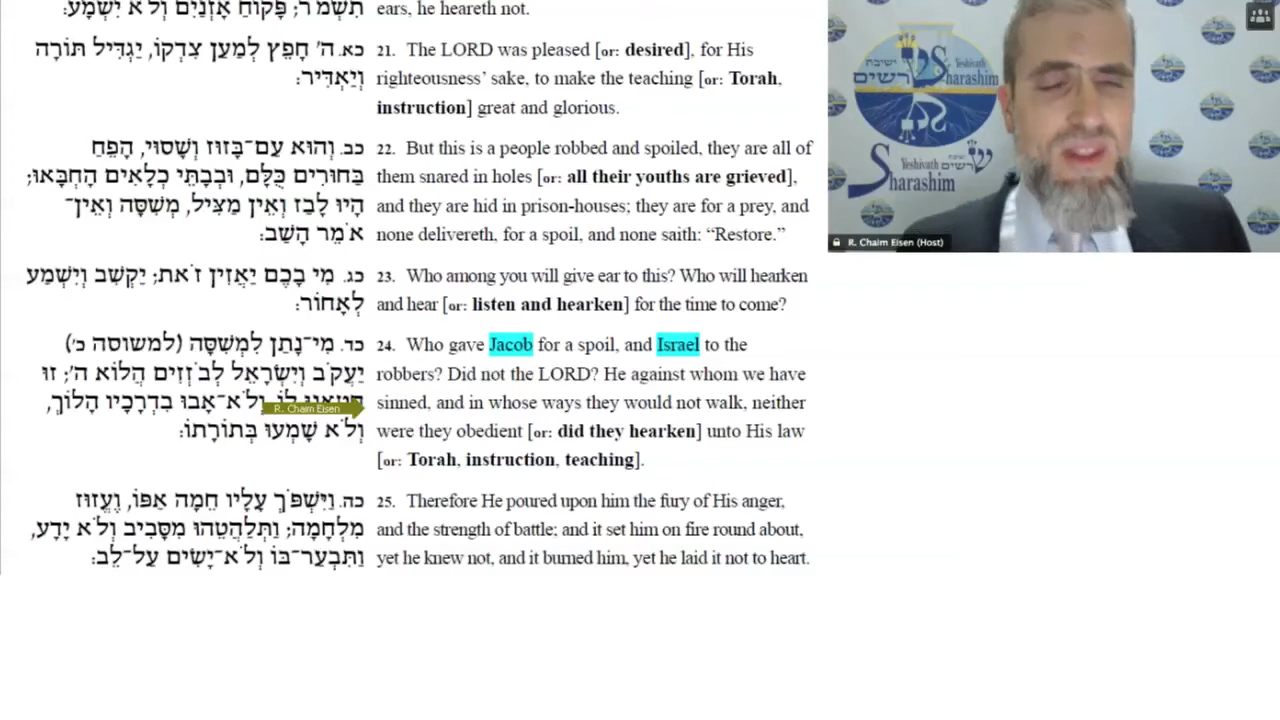 תִשְׁמֹר; פָּקוֹחַ אָזְנַיִם וְלֹא יִשְׁמָע:
ears, he heareth not.
כא. ה' חָפֵץ לְמַעַן צִדְקוֹ, יַגְדִּיל תּוֹרָה
וְיַאְדִּיר:
21. The LORD was pleased [or: desired], for His
righteousness' sake, to make the teaching [or: Torah,
instruction] great and glorious.
כב. וְהוּא עַם־בָּזוּז וְשָׁסוּי, הָפֵחַ
בַּחוּרִים כֻּלָּם, וּבְבָתֵּי כְלָאִים הָחְבָּאוּ;
הָיוּ לָבַז וְאֵין מַצִּיל, מְשִׁסָּה וְאֵין־
אֹמֵר הָשַׁב:
22. But this is a people robbed and spoiled, they are all of
them snared in holes [or: all their youths are grieved],
and they are hid in prison-houses; they are for a prey, and
none delivereth, for a spoil, and none saith: “Restore.”
כג. מִי בָכֶם יַאֲזִין זֹאת; יַקְשִׁב וְיִשְׁמַע
לְאָחוֹר:
23. Who among you will give ear to this? Who will hearken
and hear [or: listen and hearken] for the time to come?
כד. מִי־נָתַן לִמְשִׁסָּה (למשוסה כ')
יַעֲקֹב וְיִשְׂרָאֵל לְבֹזְזִים הֲלוֹא ה'; זוּ
לוֹ, וְלֹא־אָבוּ בִדְרָכָיו הָלוֹךְ,
וְלֹא שָׁמְעוּ בְּתוֹרָתוֹ:
R. Chaim Eisen
24. Who gave Jacob for a spoil, and Israel to the
robbers? Did not the LORD? He against whom we have
sinned, and in whose ways they would not walk, neither
were they obedient [or: did they hearken] unto His law
[or: Torah, instruction, teaching].
כה. וַיִּשְׁפֹּךְ עָלָיו חֵמָה אַפּוֹ, וֶעֱזוּז
מִלְחָמָה; וַתְּלַהֲטֵהוּ מִסָּבִיב וְלֹא יָדָע,
וַתִּבְעַר־בּוֹ וְלֹא־יָשִׂים עַל־לֵב:
25. Therefore He poured upon him the fury of His anger,
and the strength of battle; and it set him on fire round about,
yet he knew not, and it burned him, yet he laid it not to heart.
ישיבת
שרשים
Yeshivath
Sharashim
Yeshivath ישיבת
Sharashim
R. Chaim Eisen (Host)